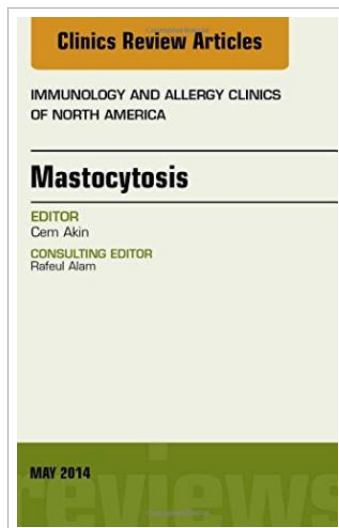 Clinics Review Articles
IMMUNOLOGY AND ALLERGY CLINICS
OF NORTH AMERICA
Mastocytosis
EDITOR
Cem Akin
CONSULTING EDITOR
Rafeul Alam
MAY 2014
reviews